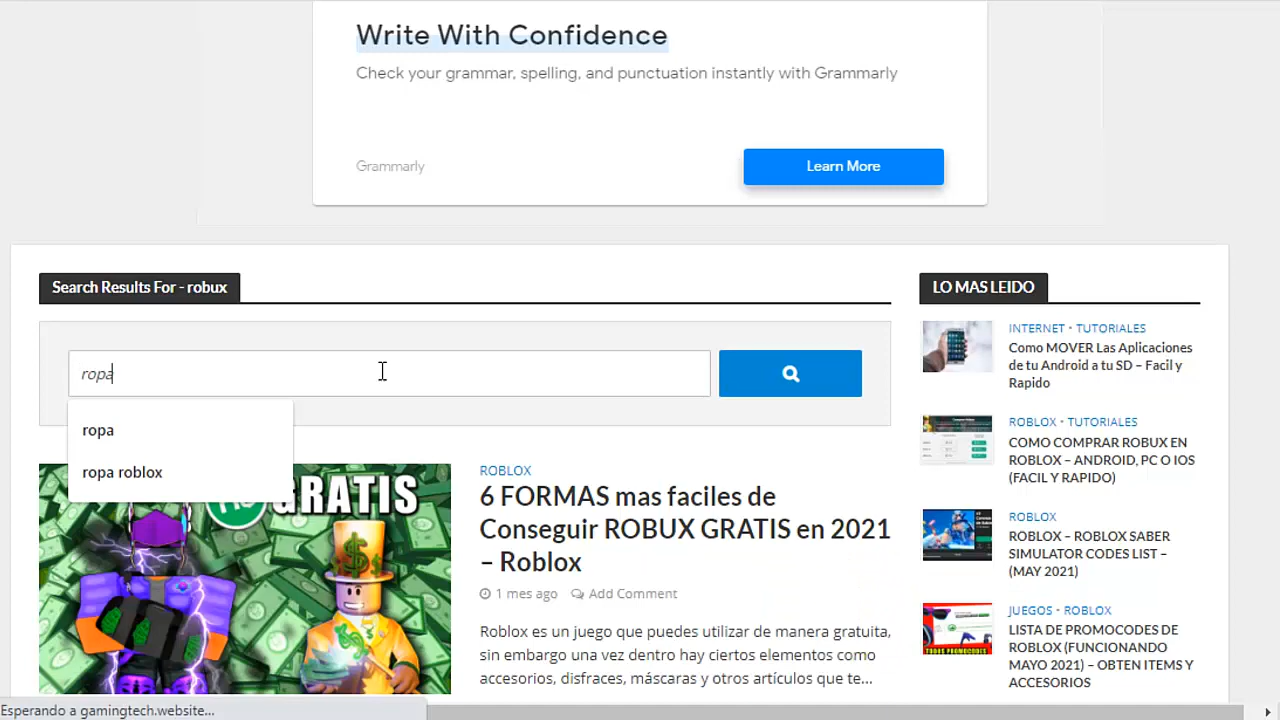 Write With Confidence
Check your grammar, spelling, and punctuation instantly with Grammarly
Grammarly
Learn More
Search Results For - robux
ropa
ropa
ropa roblox
GRATIS
ROBLOX
6 FORMAS mas faciles de
Conseguir ROBUX GRATIS en 2021
– Roblox
1 mes ago
Add Comment
Roblox es un juego que puedes utilizar de manera gratuita,
sin embargo una vez dentro hay ciertos elementos como
accesorios, disfraces, máscaras y otros artículos que te...
LO MAS LEIDO
INTERNET • TUTORIALES
Como MOVER Las Aplicaciones
de tu Android a tu SD – Facil y
Rapido
ROBLOX • TUTORIALES
COMO COMPRAR ROBUX EN
ROBLOX – ANDROID, PC O IOS
(FACIL Y RAPIDO)
ROBLOX
ROBLOX – ROBLOX SABER
SIMULATOR CODES LIST –
(MAY 2021)
JUEGOS • ROBLOX
LISTA DE PROMOCODES DE
ROBLOX (FUNCIONANDO
MAYO 2021) – OBTEN ITEMS Y
ACCESORIOS
Esperando a gamingtech.website...